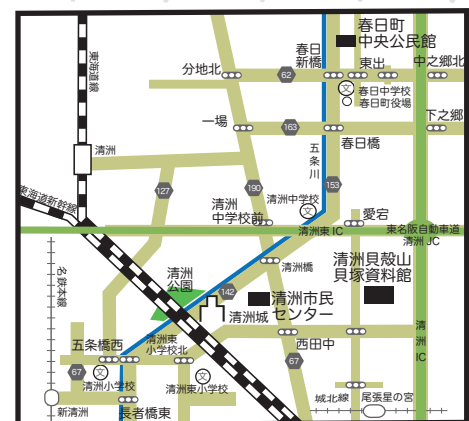 春日町
中央公民館
春日
新橋
東出
中之郷北
分地北
62
文
春日中学校
春日町役場
東海道線
一場
163
春日橋
下之郷
五条川
清洲
127
190
153
清洲中学校
文
清洲
中学校前
愛宕
東海道新幹線
清洲東IC
東名阪自動車道
清洲JC
清洲橋
清洲貝殻山
貝塚資料館
名鉄本線
清洲
公園
142
清洲市民
センター
清洲城
清洲IC
五条橋西
清洲東
小学校北
西田中
67
67
文
清洲小学校
文
清洲東小学校
新清洲
長者橋東
城北線
尾張星の宮